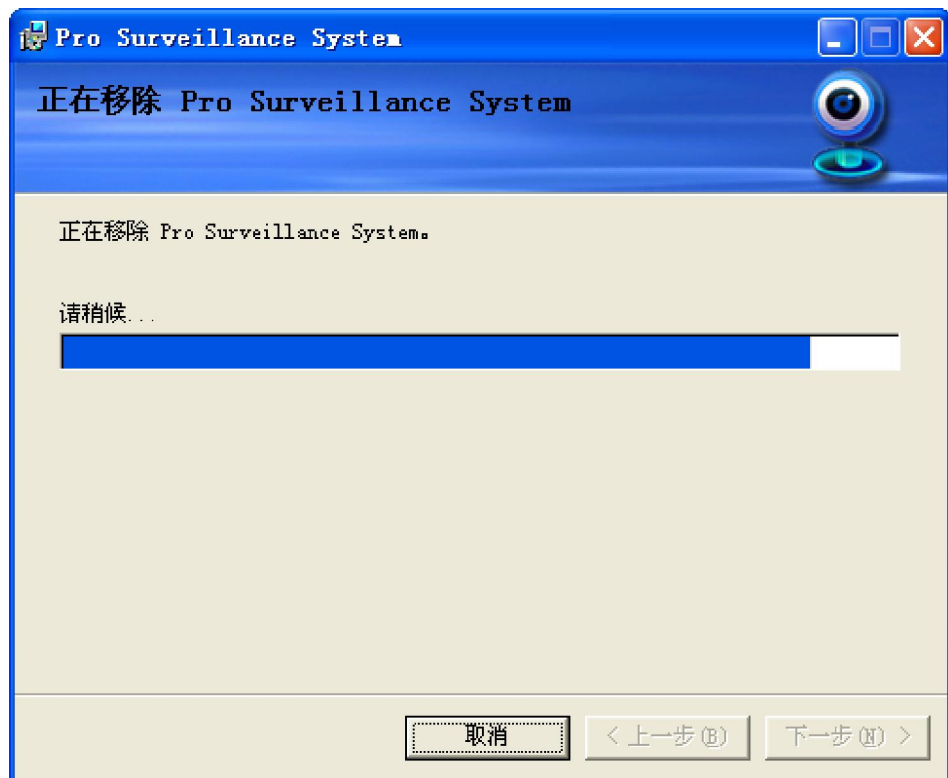 Pro Surveillance System
正在移除 Pro Surveillance System
正在移除 Pro Surveillance System。
请稍候...
取消
< 上一步(B)
下一步(N) >